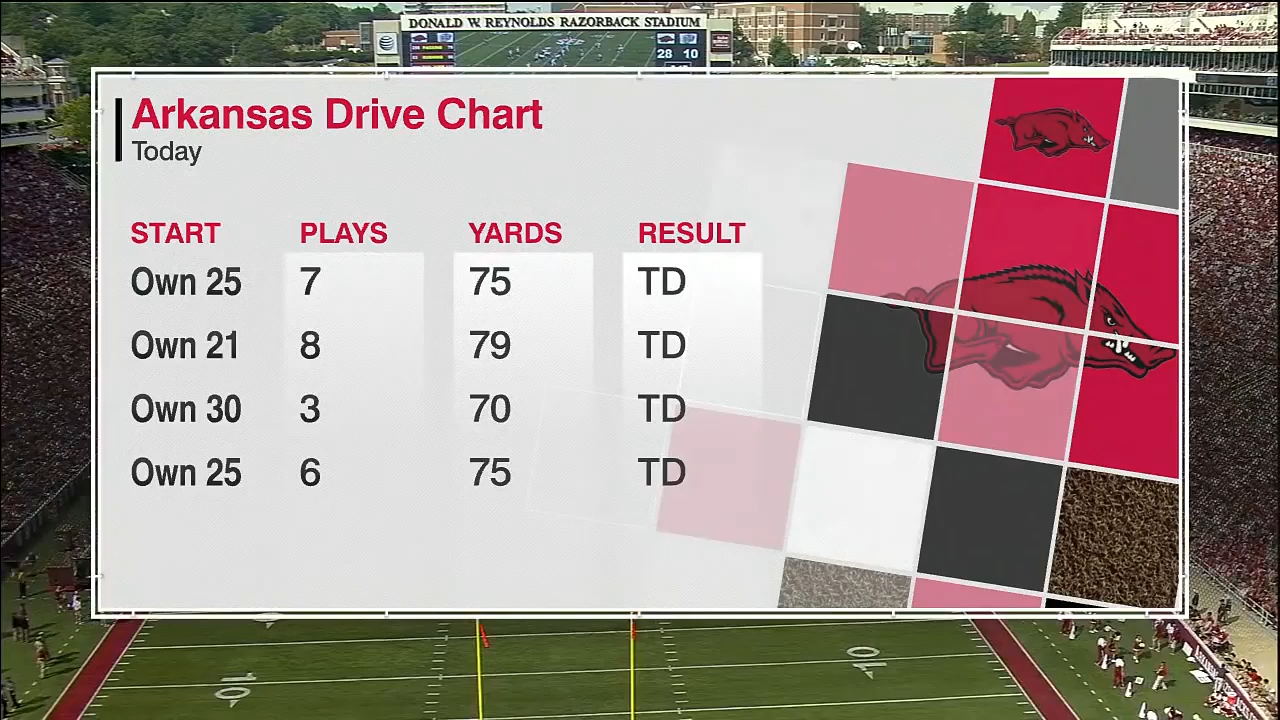 DONALD W. REYNOLDS RAZORBACK STADIUM
AT&T
28 10
Arkansas Drive Chart
Today
START PLAYS YARDS RESULT
Own 25 7 75 TD
Own 21 8 79 TD
Own 30 3 70 TD
Own 25 6 75 TD
10 10